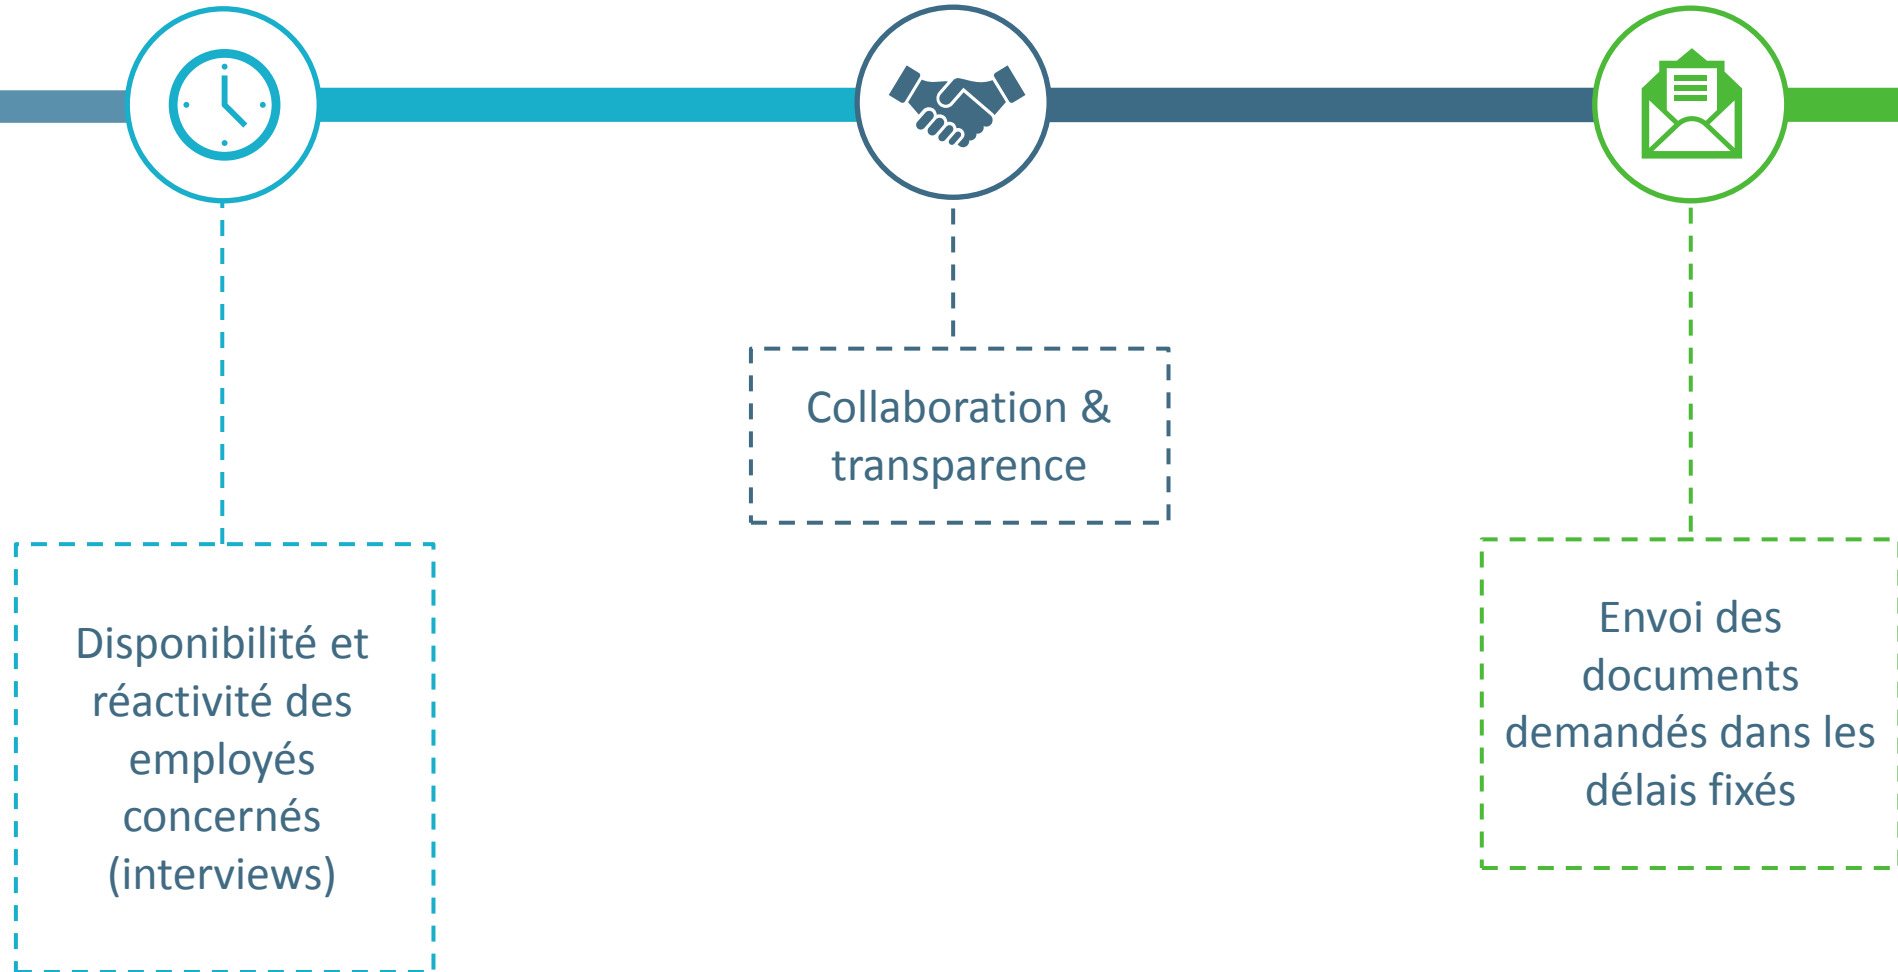 Disponibilité et
réactivité des
employés
concernés
(interviews)
Collaboration &
transparence
Envoi des
documents
demandés dans les
délais fixés